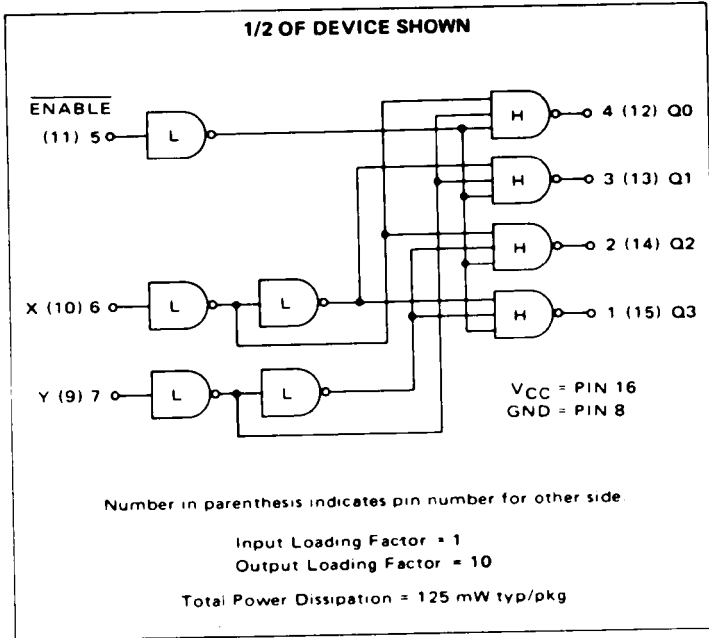 1/2 OF DEVICE SHOWN
ENABLE
(11) 5
L
H
4 (12) Q0
H
3 (13) Q1
H
2 (14) Q2
X (10) 6
L
L
H
1 (15) Q3
Y (9) 7
L
L
VCC = PIN 16
GND = PIN 8
Number in parenthesis indicates pin number for other side.
Input Loading Factor = 1
Output Loading Factor = 10
Total Power Dissipation = 125 mW typ/pkg